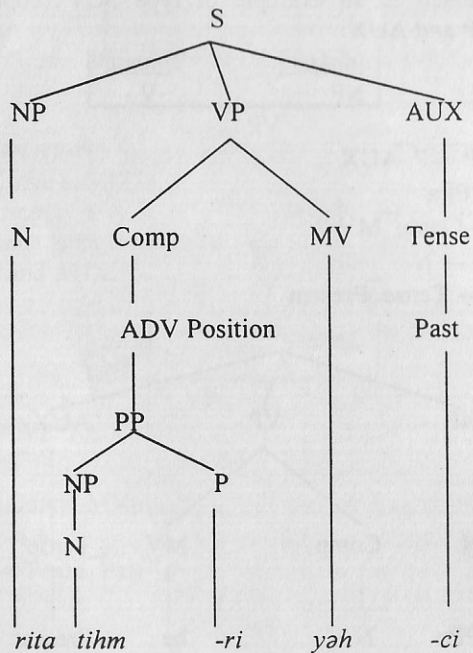 S
NP VP AUX
N Comp MV Tense
ADV Position Past
PP
NP P
N
rita tihm -ri yəh -ci